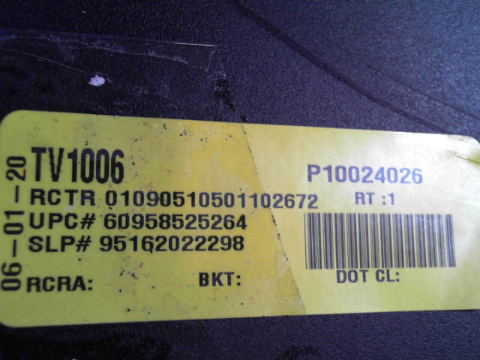 06-01-20
TV1006
P10024026
RCTR 01090510501102672
RT :1
UPC# 60958525264
SLP# 95162022298
RCRA:
BKT:
DOT CL: